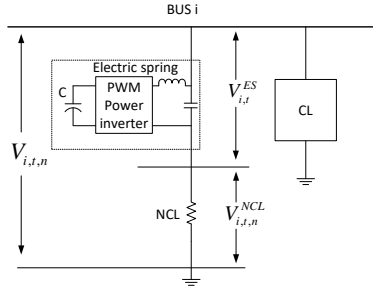 BUS i
Electric spring
C
PWM
Power
inverter
V_{i,t}^{ES}
CL
V_{i,t,n}
NCL
V_{i,t,n}^{NCL}